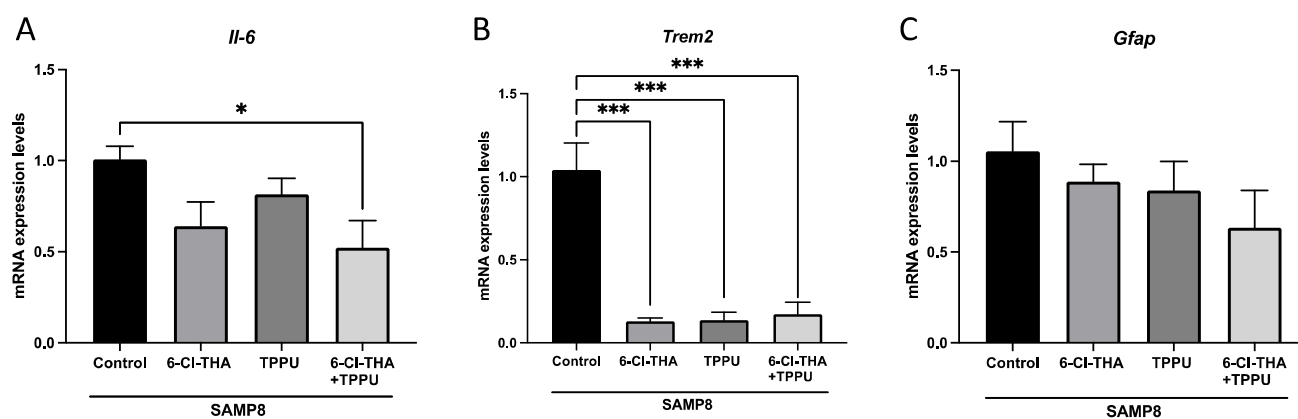 A
Il-6
mRNA expression levels
1.5
1.0
0.5
0.0
*
Control
6-Cl-THA
TPPU
6-Cl-THA
+TPPU
SAMP8
B
Trem2
mRNA expression levels
1.5
1.0
0.5
0.0
***
***
***
Control
6-Cl-THA
TPPU
6-Cl-THA
+TPPU
SAMP8
C
Gfap
mRNA expression levels
1.5
1.0
0.5
0.0
Control
6-Cl-THA
TPPU
6-Cl-THA
+TPPU
SAMP8